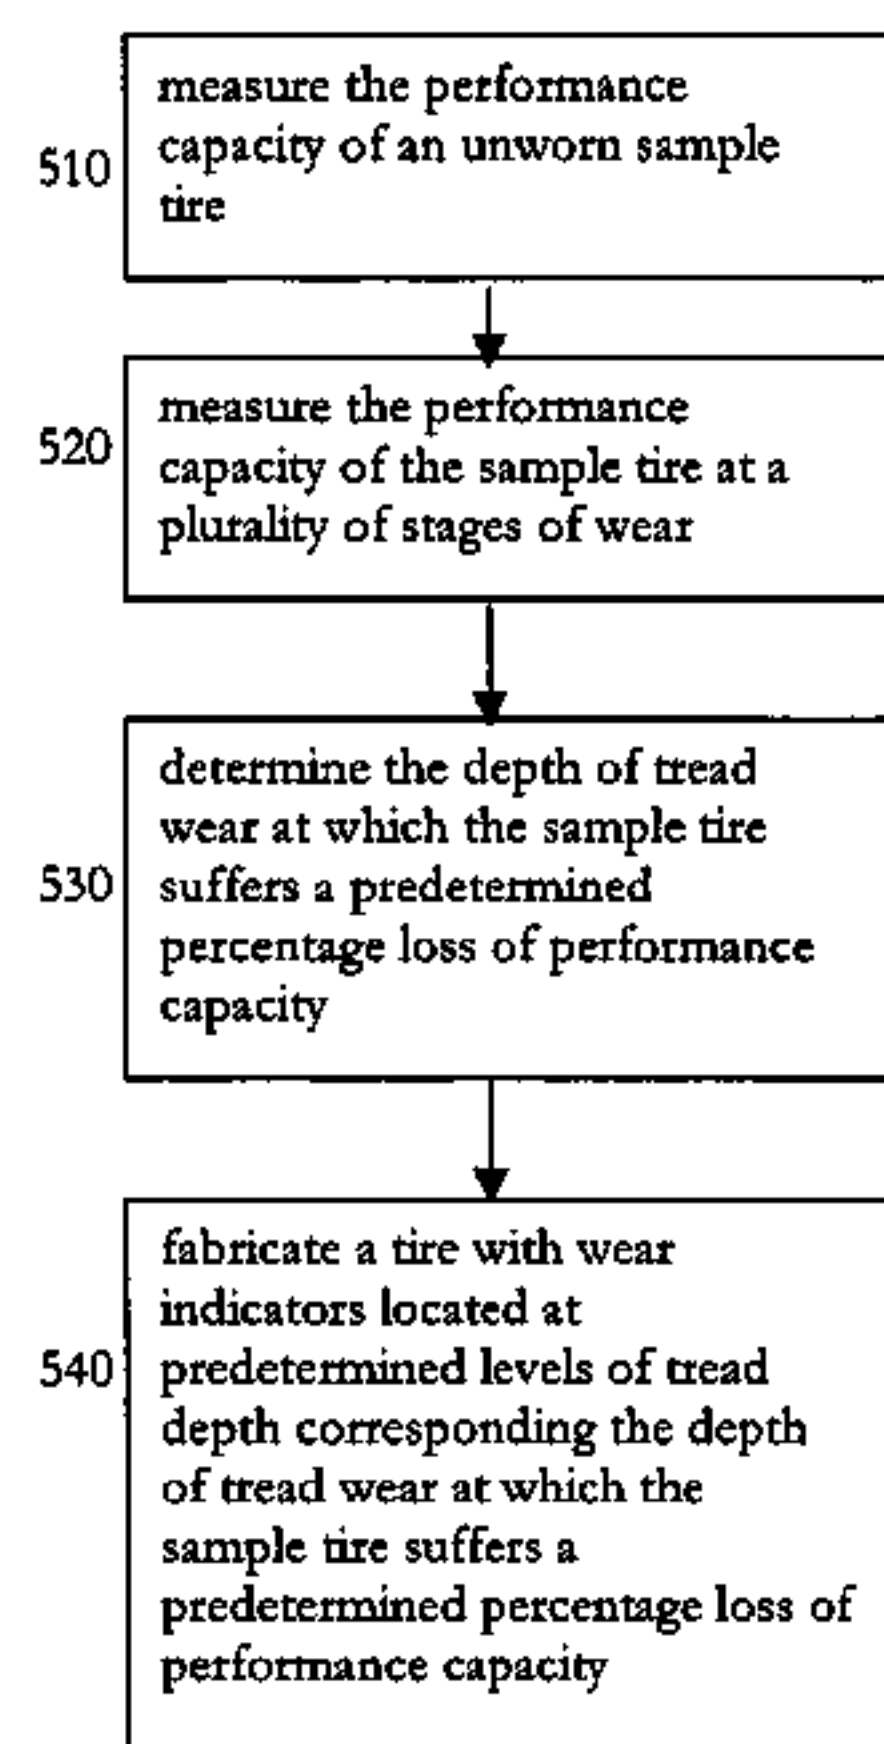 measure the performance
capacity of an unworn sample
tire
510
measure the performance
capacity of the sample tire at a
plurality of stages of wear
520
determine the depth of tread
wear at which the sample tire
suffers a predetermined
percentage loss of performance
capacity
530
fabricate a tire with wear
indicators located at
predetermined levels of tread
depth corresponding the depth
of tread wear at which the
sample tire suffers a
predetermined percentage loss of
performance capacity
540